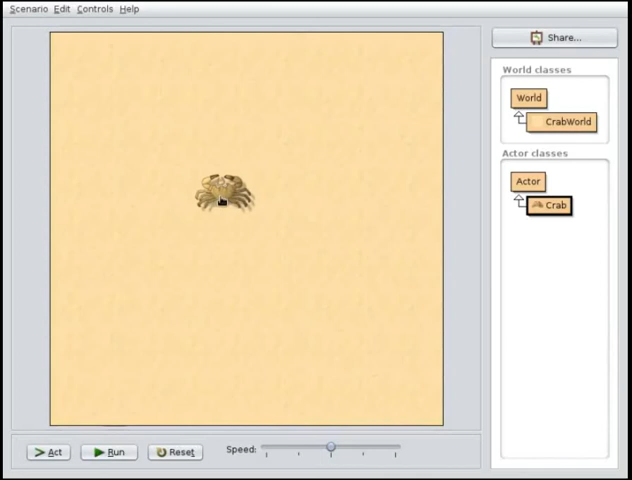 Scenario Edit Controls Help
Share...
World classes
World
CrabWorld
Actor classes
Actor
Crab
Act Run Reset Speed: